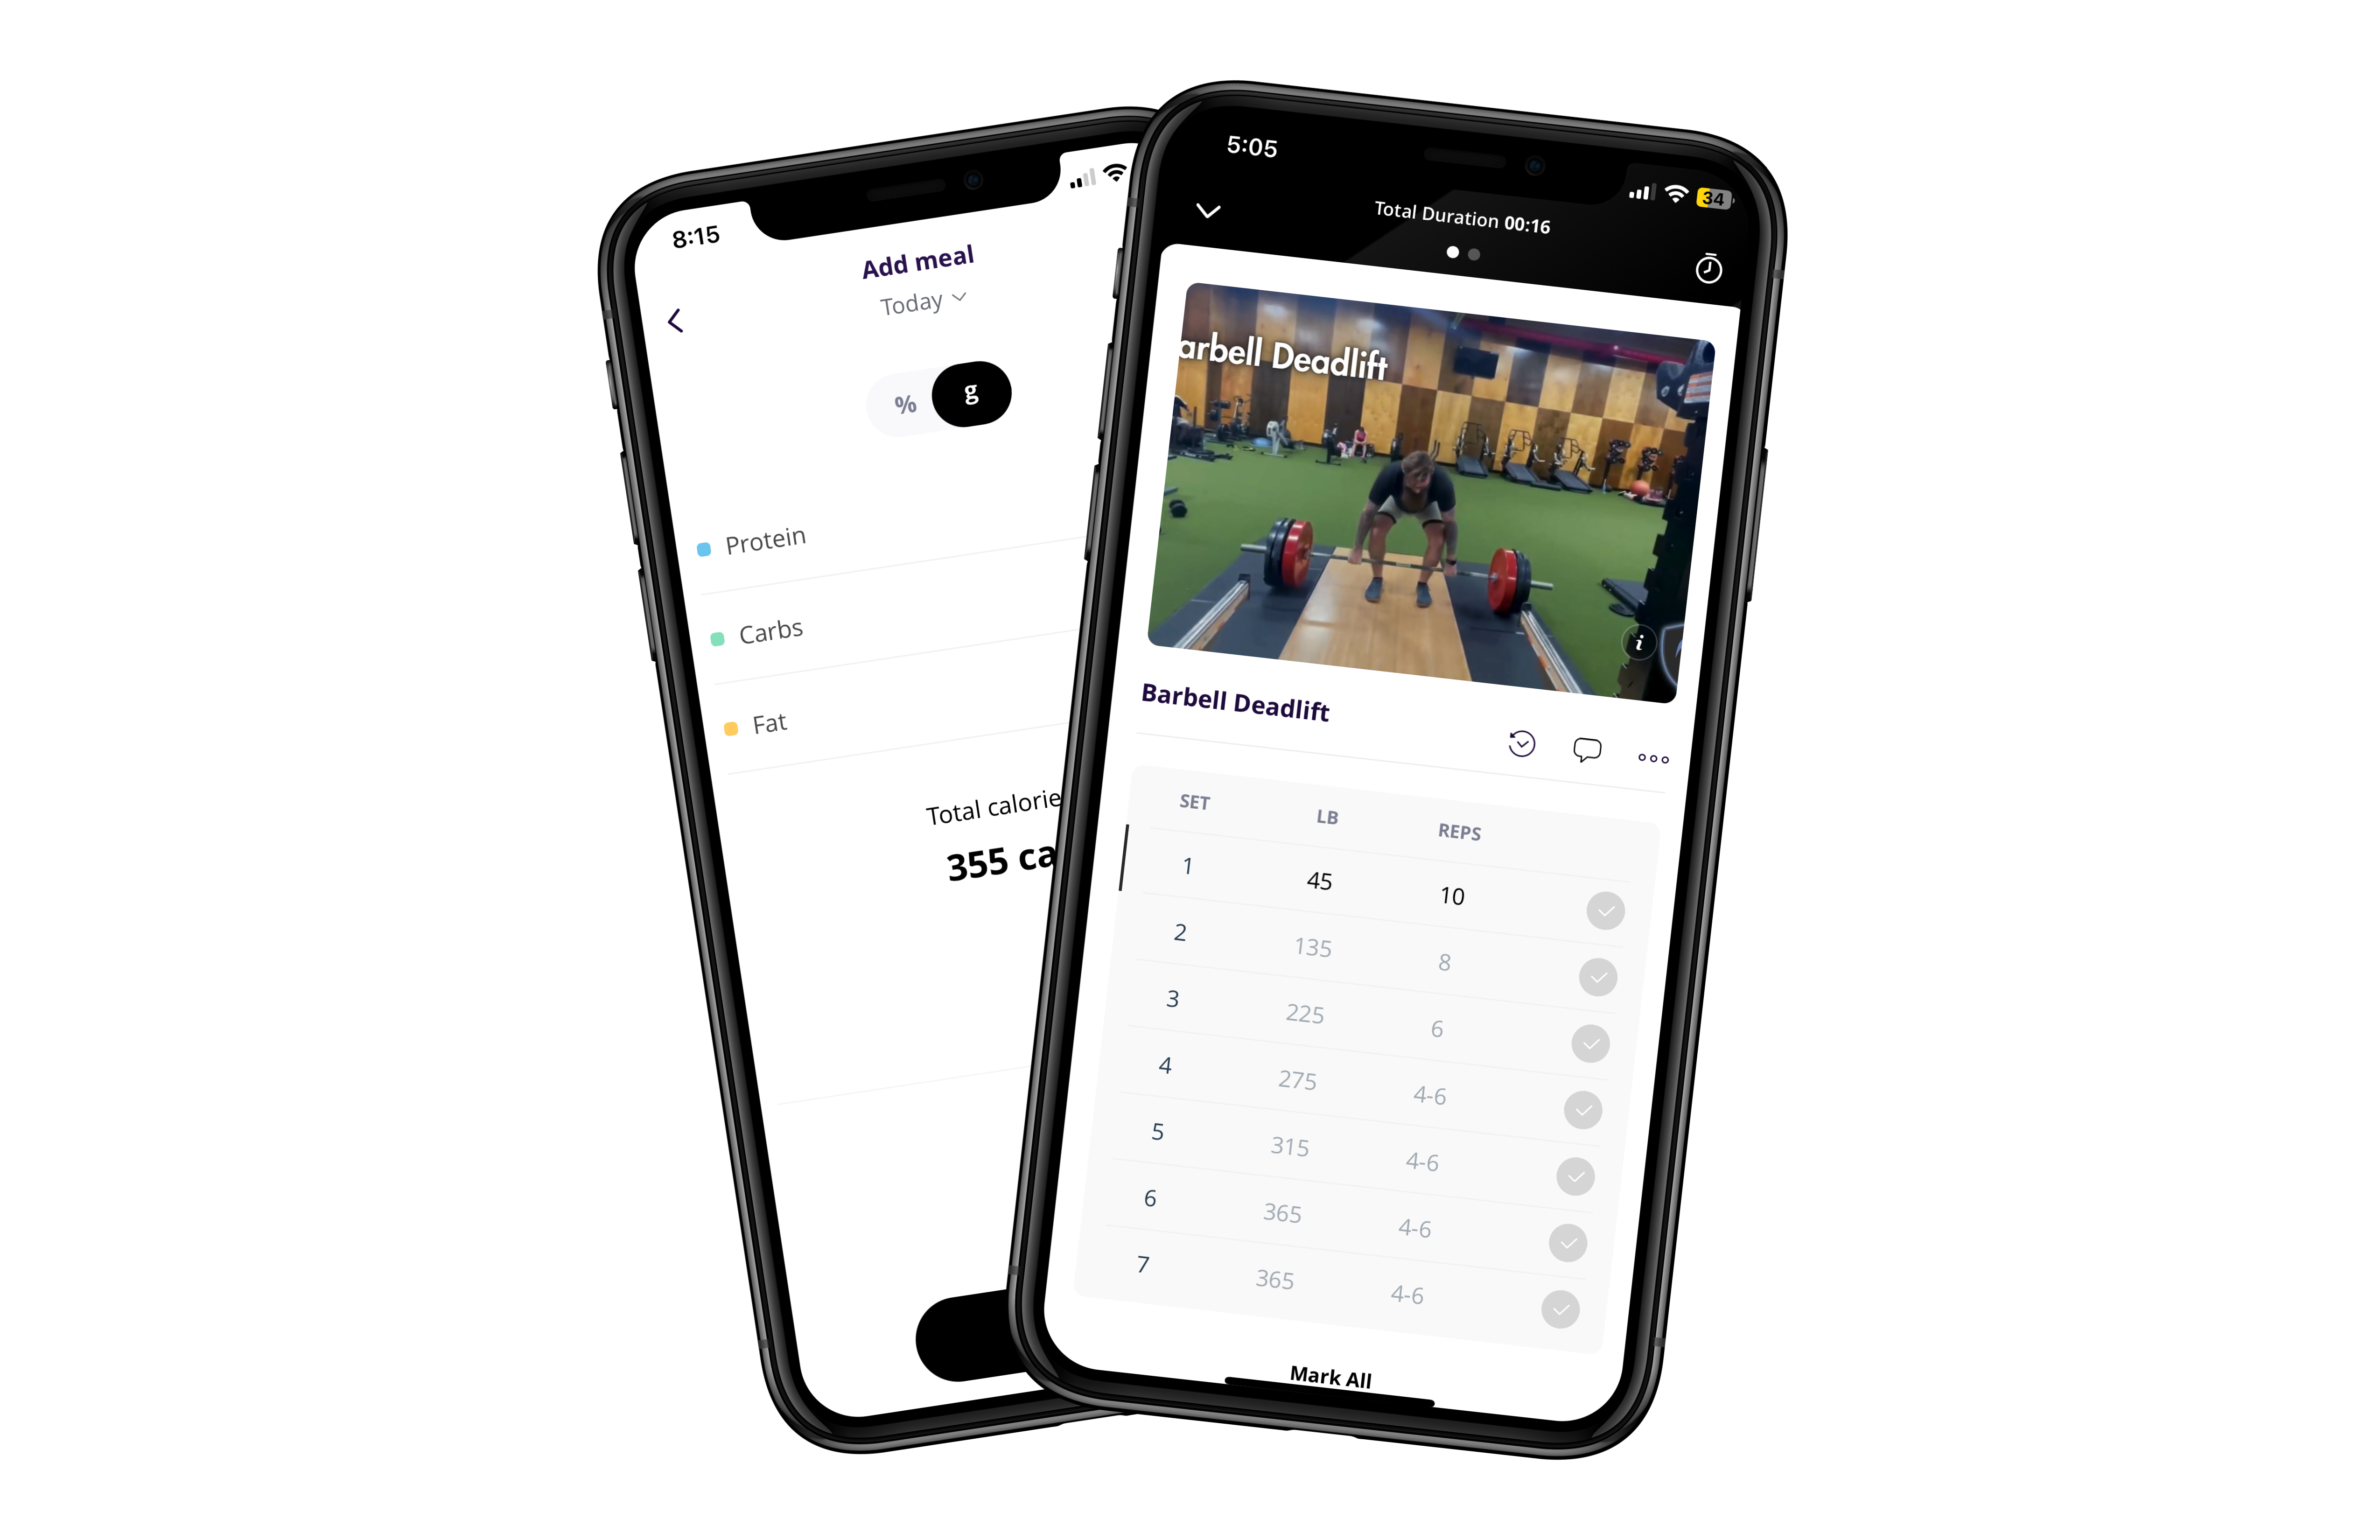 8:15
Add meal
Today
% g
Protein
Carbs
Fat
Total calorie
355 ca
5:05
34
Total Duration 00:16
arbell Deadlift
i
Barbell Deadlift
SET LB REPS
1 45 10
2 135 8
3 225 6
4 275 4-6
5 315 4-6
6 365 4-6
7 365 4-6
Mark All